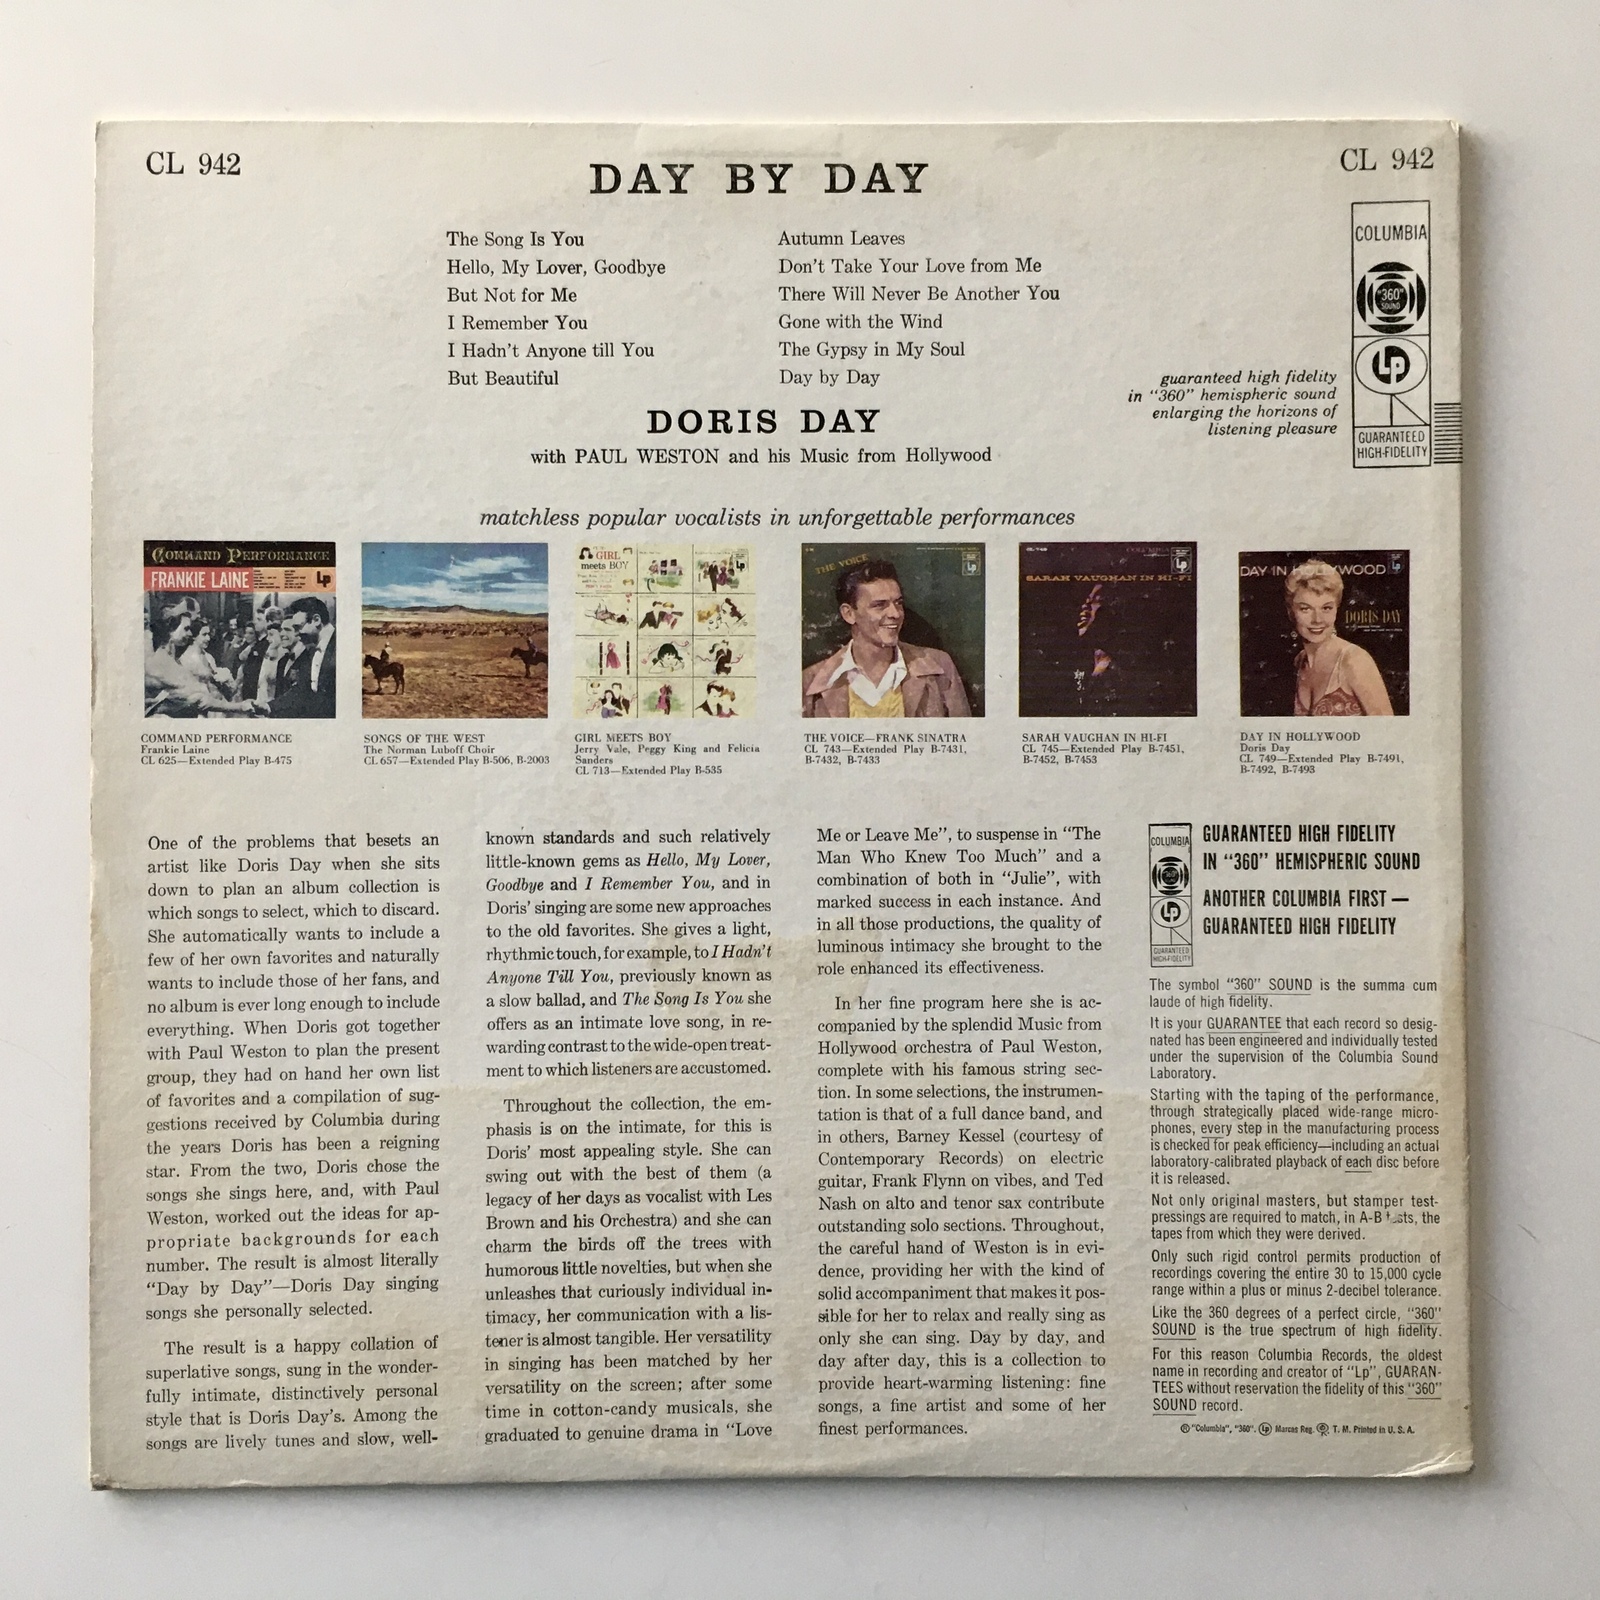 CL 942
DAY BY DAY
CL 942
The Song Is You
Hello, My Lover, Goodbye
But Not for Me
I Remember You
I Hadn't Anyone till You
But Beautiful
Autumn Leaves
Don't Take Your Love from Me
There Will Never Be Another You
Gone with the Wind
The Gypsy in My Soul
Day by Day
DORIS DAY
with PAUL WESTON and his Music from Hollywood
guaranteed high fidelity
in "360" hemispheric sound
enlarging the horizons of
listening pleasure
COLUMBIA
"360"
SOUND
Lp
GUARANTEED
HIGH-FIDELITY
matchless popular vocalists in unforgettable performances
COMMAND PERFORMANCE
FRANKIE LAINE
Lp
GIRL
meets BOY
THE VOICE
SARAH VAUGHAN IN HI-FI
DAY IN HOLLYWOOD
DORIS DAY
COMMAND PERFORMANCE
Frankie Laine
CL 625—Extended Play B-475
SONGS OF THE WEST
The Norman Luboff Choir
CL 657—Extended Play B-506, B-2003
GIRL MEETS BOY
Jerry Vale, Peggy King and Felicia
Sanders
CL 713—Extended Play B-535
THE VOICE—FRANK SINATRA
CL 743—Extended Play B-7431,
B-7432, B-7433
SARAH VAUGHAN IN HI-FI
CL 745—Extended Play B-7451,
B-7452, B-7453
DAY IN HOLLYWOOD
Doris Day
CL 749—Extended Play B-7491,
B-7492, B-7493
One of the problems that besets an
artist like Doris Day when she sits
down to plan an album collection is
which songs to select, which to discard.
She automatically wants to include a
few of her own favorites and naturally
wants to include those of her fans, and
no album is ever long enough to include
everything. When Doris got together
with Paul Weston to plan the present
group, they had on hand her own list
of favorites and a compilation of sug-
gestions received by Columbia during
the years Doris has been a reigning
star. From the two, Doris chose the
songs she sings here, and, with Paul
Weston, worked out the ideas for ap-
propriate backgrounds for each
number. The result is almost literally
"Day by Day"—Doris Day singing
songs she personally selected.
The result is a happy collation of
superlative songs, sung in the wonder-
fully intimate, distinctively personal
style that is Doris Day's. Among the
songs are lively tunes and slow, well-
known standards and such relatively
little-known gems as Hello, My Lover,
Goodbye and I Remember You, and in
Doris' singing are some new approaches
to the old favorites. She gives a light,
rhythmic touch, for example, to I Hadn't
Anyone Till You, previously known as
a slow ballad, and The Song Is You she
offers as an intimate love song, in re-
warding contrast to the wide-open treat-
ment to which listeners are accustomed.
Throughout the collection, the em-
phasis is on the intimate, for this is
Doris' most appealing style. She can
swing out with the best of them (a
legacy of her days as vocalist with Les
Brown and his Orchestra) and she can
charm the birds off the trees with
humorous little novelties, but when she
unleashes that curiously individual in-
timacy, her communication with a lis-
tener is almost tangible. Her versatility
in singing has been matched by her
versatility on the screen; after some
time in cotton-candy musicals, she
graduated to genuine drama in "Love
Me or Leave Me", to suspense in "The
Man Who Knew Too Much" and a
combination of both in "Julie", with
marked success in each instance. And
in all those productions, the quality of
luminous intimacy she brought to the
role enhanced its effectiveness.
In her fine program here she is ac-
companied by the splendid Music from
Hollywood orchestra of Paul Weston,
complete with his famous string sec-
tion. In some selections, the instrumen-
tation is that of a full dance band, and
in others, Barney Kessel (courtesy of
Contemporary Records) on electric
guitar, Frank Flynn on vibes, and Ted
Nash on alto and tenor sax contribute
outstanding solo sections. Throughout,
the careful hand of Weston is in evi-
dence, providing her with the kind of
solid accompaniment that makes it pos-
sible for her to relax and really sing as
only she can sing. Day by day, and
day after day, this is a collection to
provide heart-warming listening: fine
songs, a fine artist and some of her
finest performances.
COLUMBIA
Lp
GUARANTEED
HIGH-FIDELITY
GUARANTEED HIGH FIDELITY
IN "360" HEMISPHERIC SOUND
ANOTHER COLUMBIA FIRST—
GUARANTEED HIGH FIDELITY
The symbol "360" SOUND is the summa cum
laude of high fidelity.
It is your GUARANTEE that each record so desig-
nated has been engineered and individually tested
under the supervision of the Columbia Sound
Laboratory.
Starting with the taping of the performance,
through strategically placed wide-range micro-
phones, every step in the manufacturing process
is checked for peak efficiency—including an actual
laboratory-calibrated playback of each disc before
it is released.
Not only original masters, but stamper test-
pressings are required to match, in A-B tests, the
tapes from which they were derived.
Only such rigid control permits production of
recordings covering the entire 30 to 15,000 cycle
range within a plus or minus 2-decibel tolerance.
Like the 360 degrees of a perfect circle, "360"
SOUND is the true spectrum of high fidelity.
For this reason Columbia Records, the oldest
name in recording and creator of "Lp", GUARAN-
TEES without reservation the fidelity of this "360"
SOUND record.
® "Columbia", "360", Lp Marcas Reg. T. M. Printed in U. S. A.